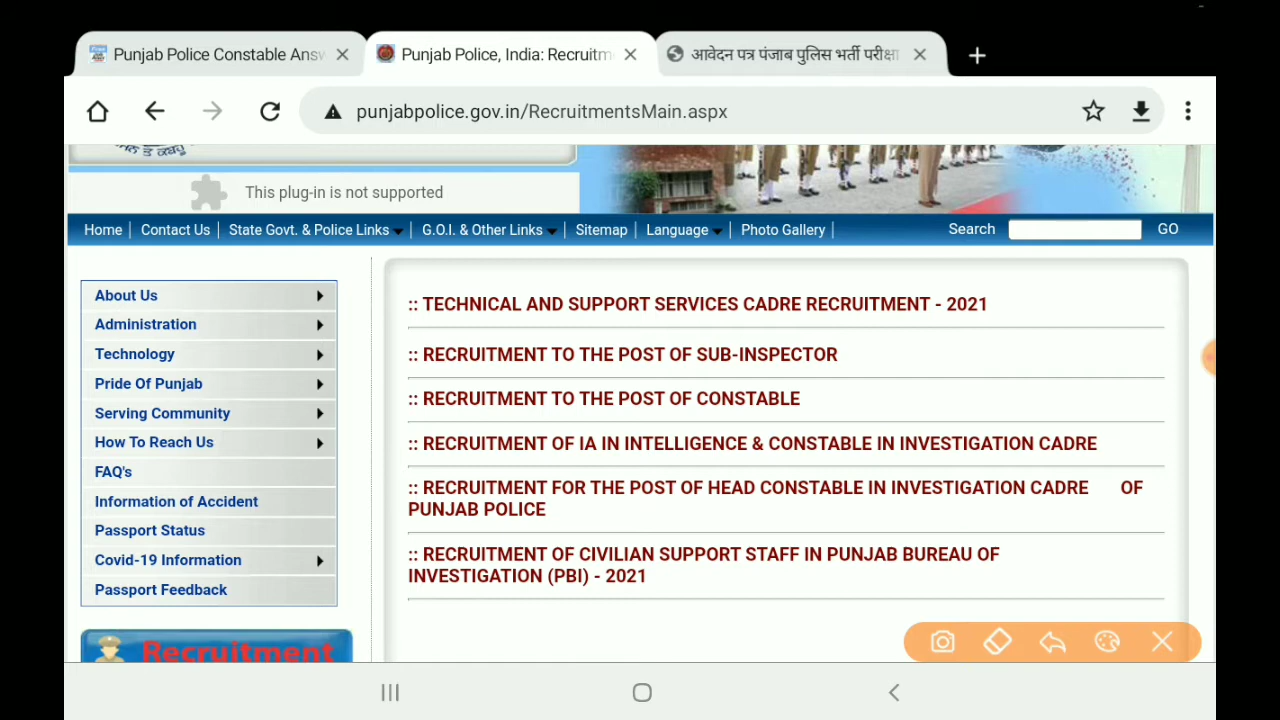 Punjab Police Constable Answ
Punjab Police, India: Recruitm
आवेदन पत्र पंजाब पुलिस भर्ती परीक्षा
punjabpolice.gov.in/RecruitmentsMain.aspx
This plug-in is not supported
Home
Contact Us
State Govt. & Police Links
G.O.I. & Other Links
Sitemap
Language
Photo Gallery
Search
GO
About Us
Administration
Technology
Pride Of Punjab
Serving Community
How To Reach Us
FAQ's
Information of Accident
Passport Status
Covid-19 Information
Passport Feedback
Recruitment
:: TECHNICAL AND SUPPORT SERVICES CADRE RECRUITMENT - 2021
:: RECRUITMENT TO THE POST OF SUB-INSPECTOR
:: RECRUITMENT TO THE POST OF CONSTABLE
:: RECRUITMENT OF IA IN INTELLIGENCE & CONSTABLE IN INVESTIGATION CADRE
:: RECRUITMENT FOR THE POST OF HEAD CONSTABLE IN INVESTIGATION CADRE OF
PUNJAB POLICE
:: RECRUITMENT OF CIVILIAN SUPPORT STAFF IN PUNJAB BUREAU OF
INVESTIGATION (PBI) - 2021